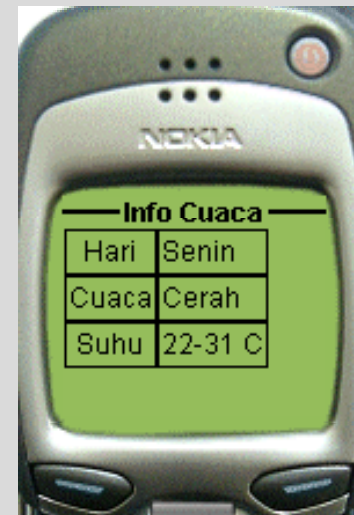 NOKIA
Info Cuaca
Hari Senin
Cuaca Cerah
Suhu 22-31 C